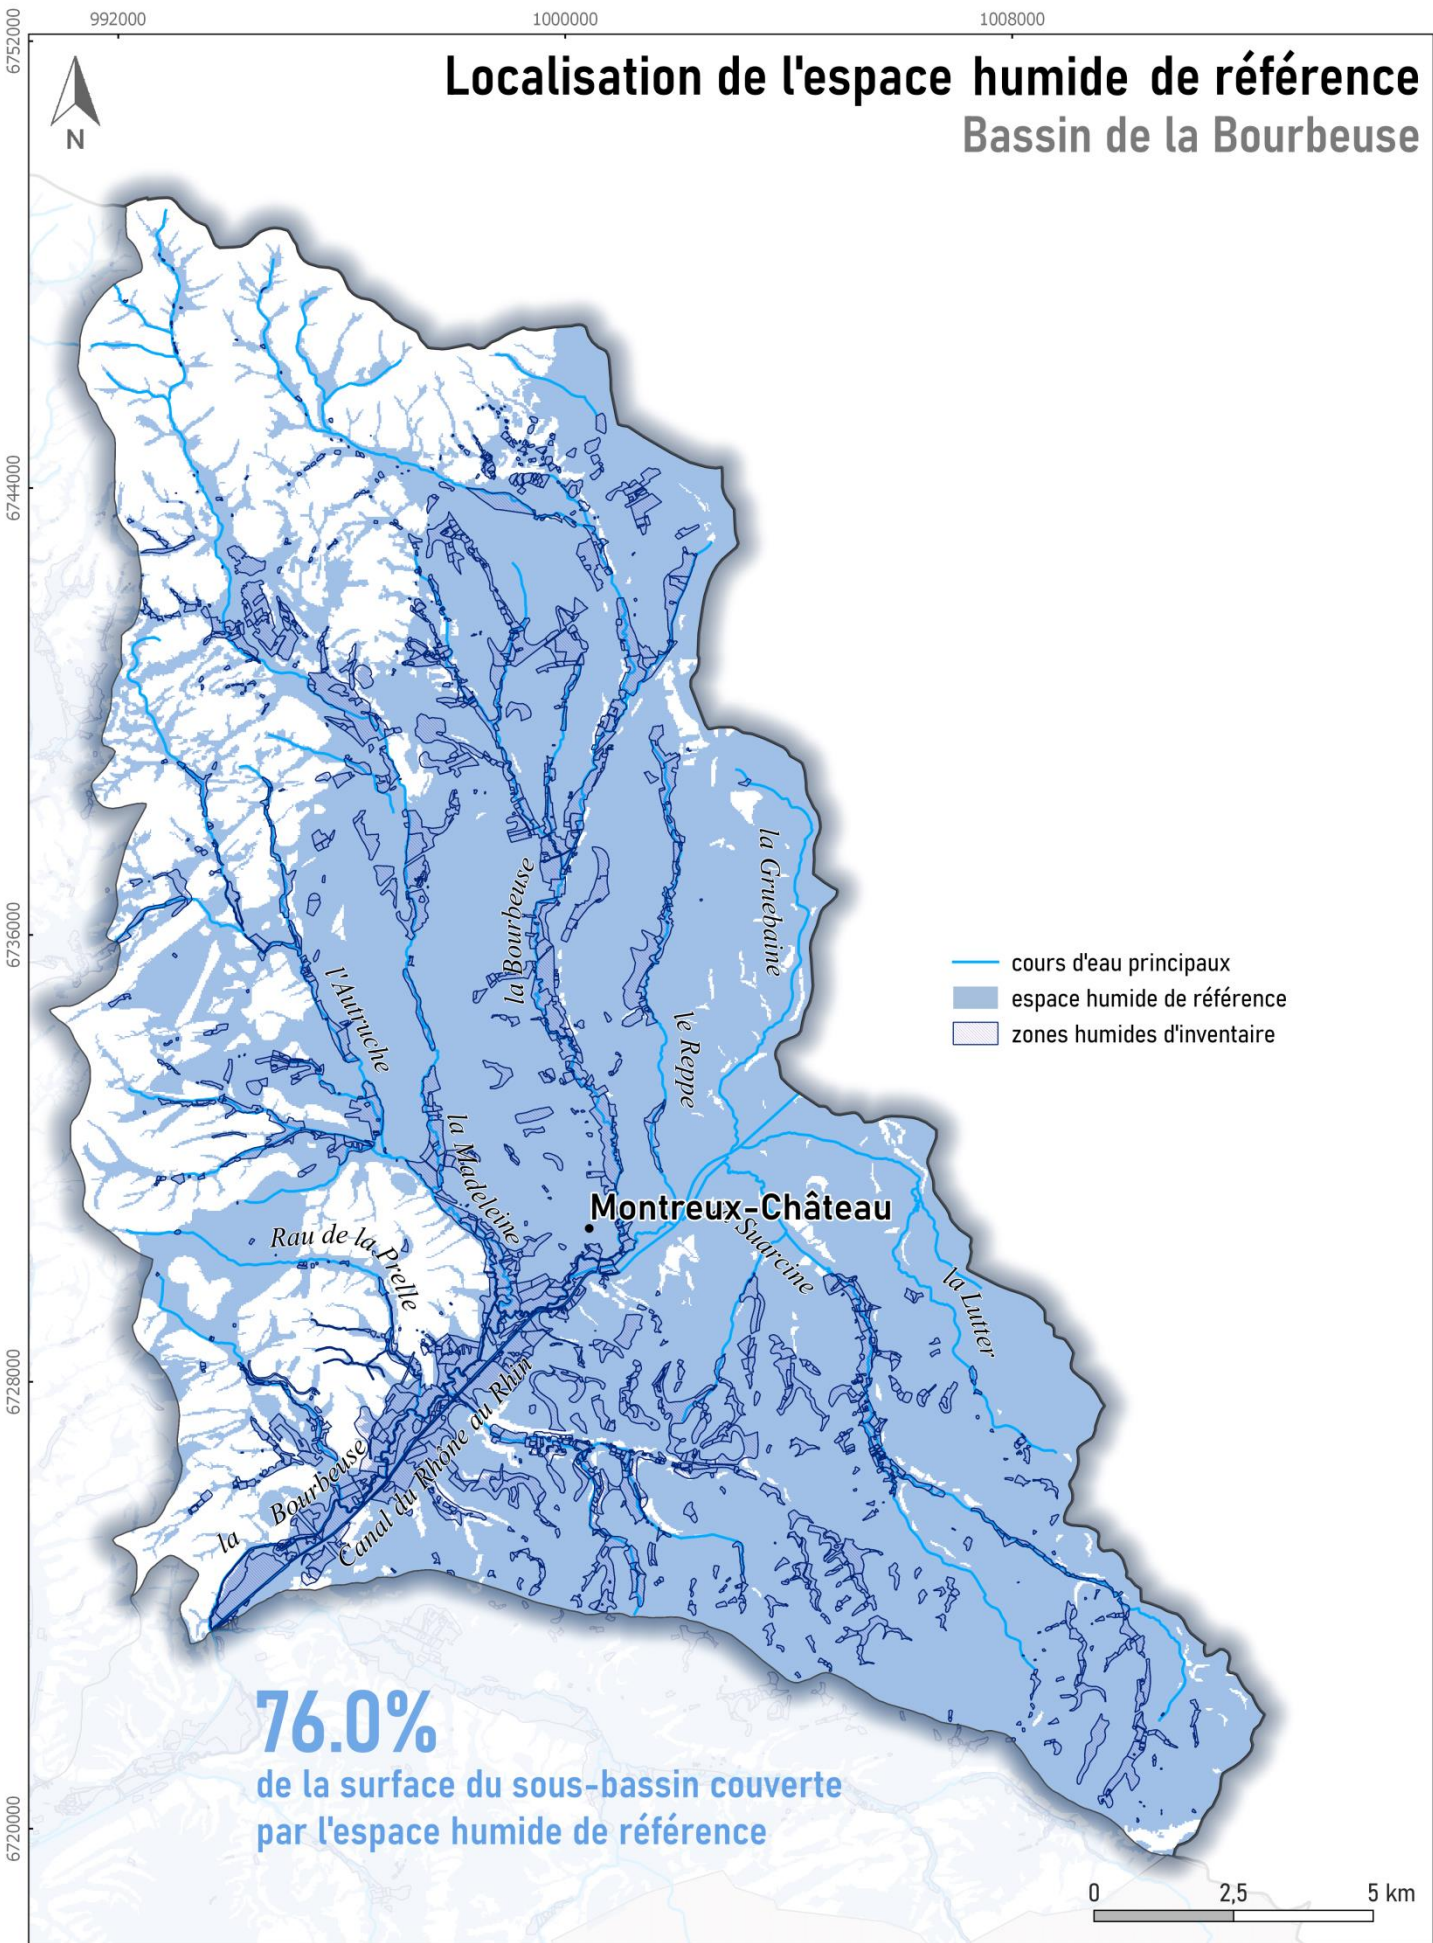 992000
1000000
1008000
6752000
Localisation de l'espace humide de référence
Bassin de la Bourbeuse
N
6744000
6736000
la Gruebaine
la Bourbeuse
cours d'eau principaux
espace humide de référence
zones humides d'inventaire
l'Autruche
le Reppe
la Madeleine
Montreux-Château
Suarcine
Rau de la Prelle
la Lutter
6728000
la Bourbeuse
Canal du Rhône au Rhin
76.0%
de la surface du sous-bassin couverte
par l'espace humide de référence
6720000
0 2,5 5 km